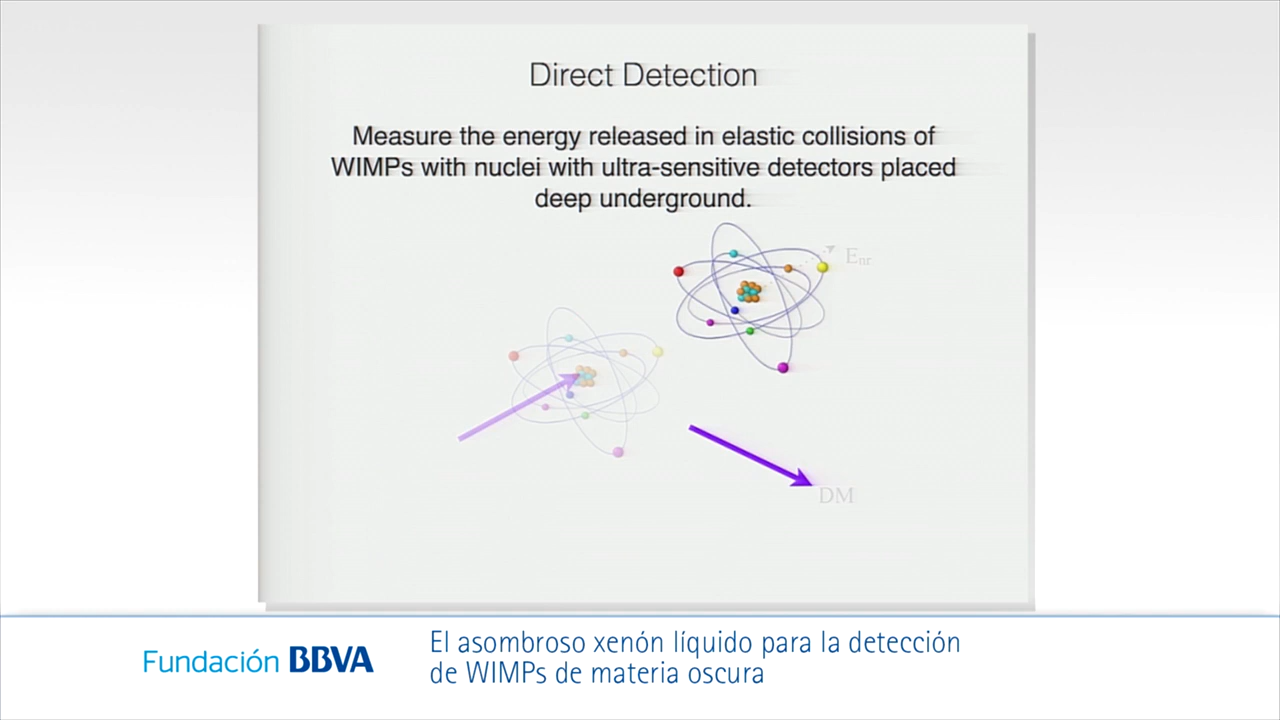 Direct Detection
Measure the energy released in elastic collisions of
WIMPs with nuclei with ultra-sensitive detectors placed
deep underground.
Enr
DM
Fundación BBVA
El asombroso xenón líquido para la detección
de WIMPs de materia oscura